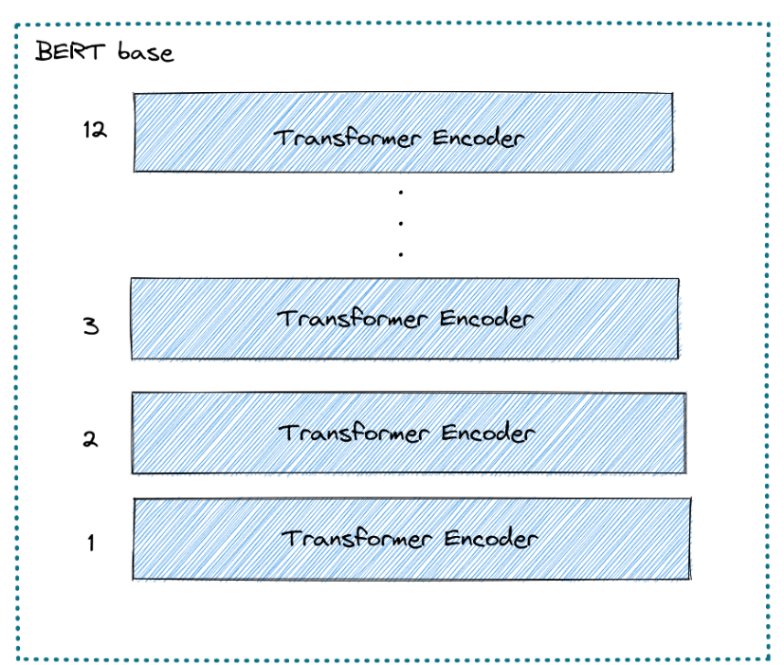 BERT base
12 Transformer Encoder
.
.
.
3 Transformer Encoder
2 Transformer Encoder
1 Transformer Encoder